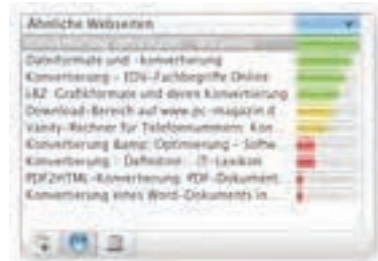 Ähnliche Webseiten
Dateiformate und -konvertierung
Konvertierung - EDV-Fachbegriffe Online
LRZ: Grafikformate und deren Konvertierung
Download-Bereich auf www.pc-magazin.d
Vanity-Rechner für Telefonnummern: Kon
Konvertierung &amp; Optimierung - Softw
Konvertierung : Definition : IT-Lexikon
PDF2HTML-Konvertierung: PDF-Dokument
Konvertierung eines Word-Dokuments in